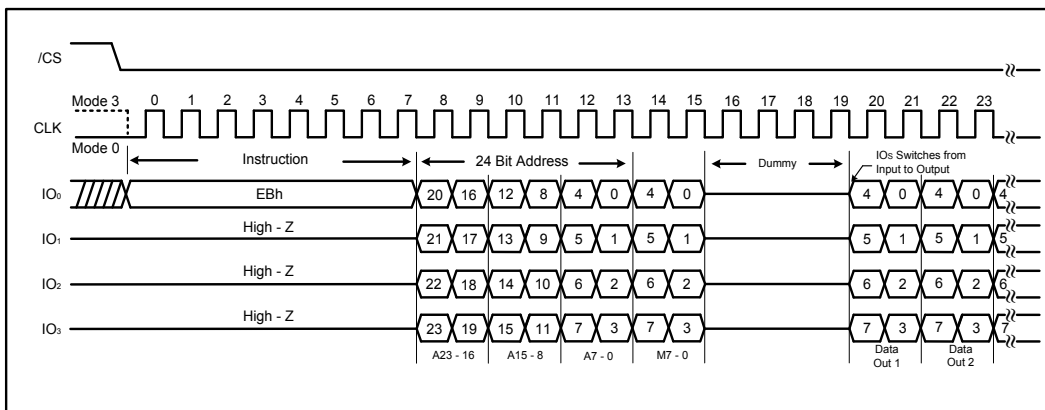 /CS
Mode 3 0 1 2 3 4 5 6 7 8 9 10 11 12 13 14 15 16 17 18 19 20 21 22 23
CLK
Mode 0
Instruction 24 Bit Address Dummy IOs Switches from
Input to Output
IO0 EBh 20 16 12 8 4 0 4 0 4 0 4 0 4
High - Z
IO1 21 17 13 9 5 1 5 1 5 1 5 1 5
High - Z
IO2 22 18 14 10 6 2 6 2 6 2 6 2 6
High - Z
IO3 23 19 15 11 7 3 7 3 7 3 7 3 7
A23 - 16 A15 - 8 A7 - 0 M7 - 0 Data Out 1 Data Out 2